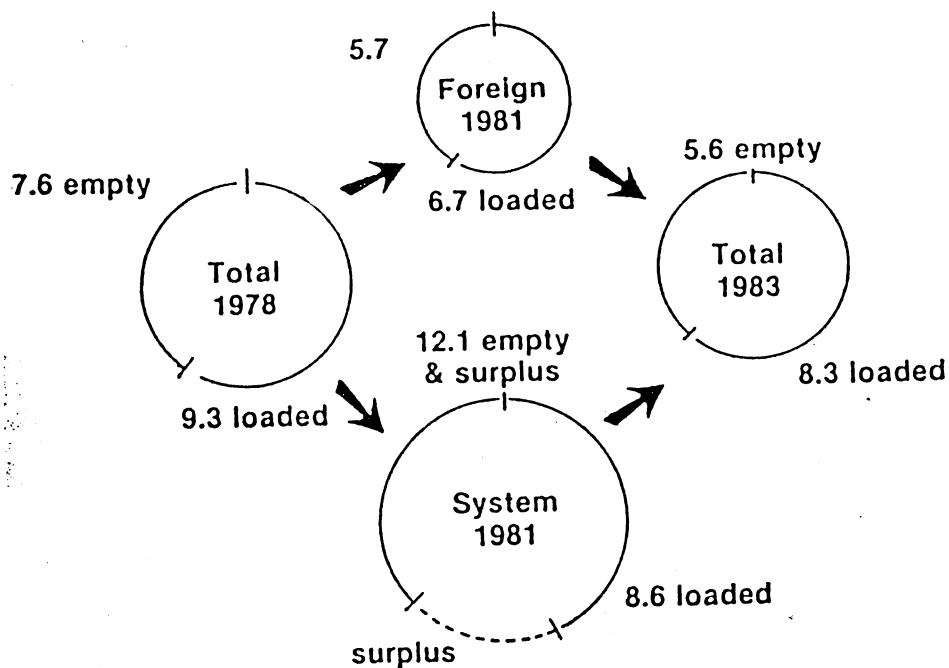 5.7
Foreign
1981
6.7 loaded
7.6 empty
Total
1978
9.3 loaded
5.6 empty
Total
1983
8.3 loaded
12.1 empty
& surplus
System
1981
8.6 loaded
surplus